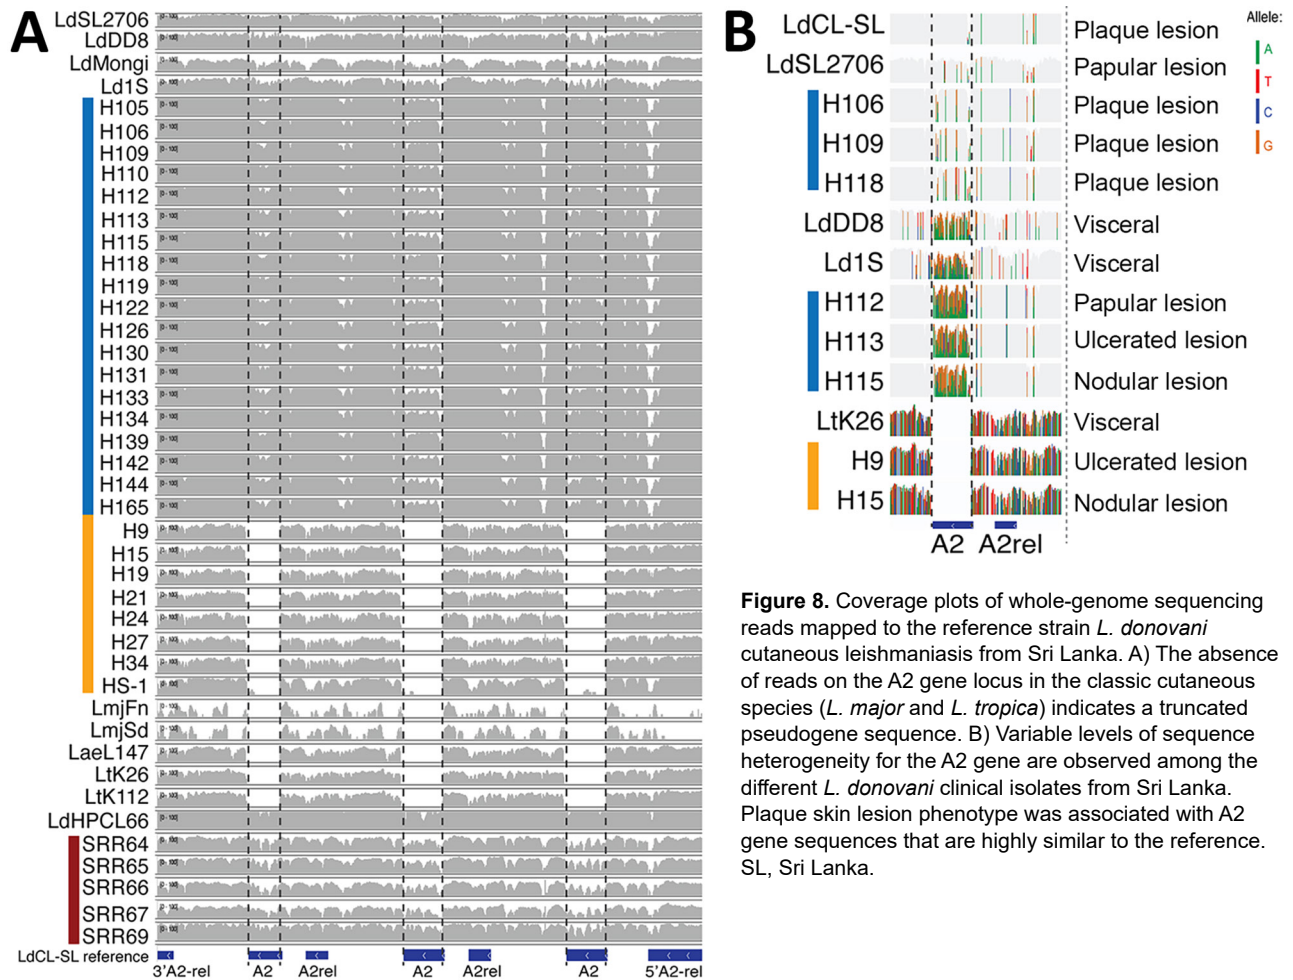 A
LdSL2706
LdDD8
LdMongi
Ld1S
H105
H106
H109
H110
H112
H113
H115
H118
H119
H122
H126
H130
H131
H133
H134
H139
H142
H144
H165
H9
H15
H19
H21
H24
H27
H34
HS-1
LmjFn
LmjSd
LaeL147
LtK26
LtK112
LdHPCL66
SRR64
SRR65
SRR66
SRR67
SRR69
LdCL-SL reference
3'A2-rel A2 A2rel A2 A2rel A2 5'A2-rel
B
Allele:
A
T
C
G
LdCL-SL Plaque lesion
LdSL2706 Papular lesion
H106 Plaque lesion
H109 Plaque lesion
H118 Plaque lesion
LdDD8 Visceral
Ld1S Visceral
H112 Papular lesion
H113 Ulcerated lesion
H115 Nodular lesion
LtK26 Visceral
H9 Ulcerated lesion
H15 Nodular lesion
A2 A2rel
Figure 8. Coverage plots of whole-genome sequencing
reads mapped to the reference strain L. donovani
cutaneous leishmaniasis from Sri Lanka. A) The absence
of reads on the A2 gene locus in the classic cutaneous
species (L. major and L. tropica) indicates a truncated
pseudogene sequence. B) Variable levels of sequence
heterogeneity for the A2 gene are observed among the
different L. donovani clinical isolates from Sri Lanka.
Plaque skin lesion phenotype was associated with A2
gene sequences that are highly similar to the reference.
SL, Sri Lanka.